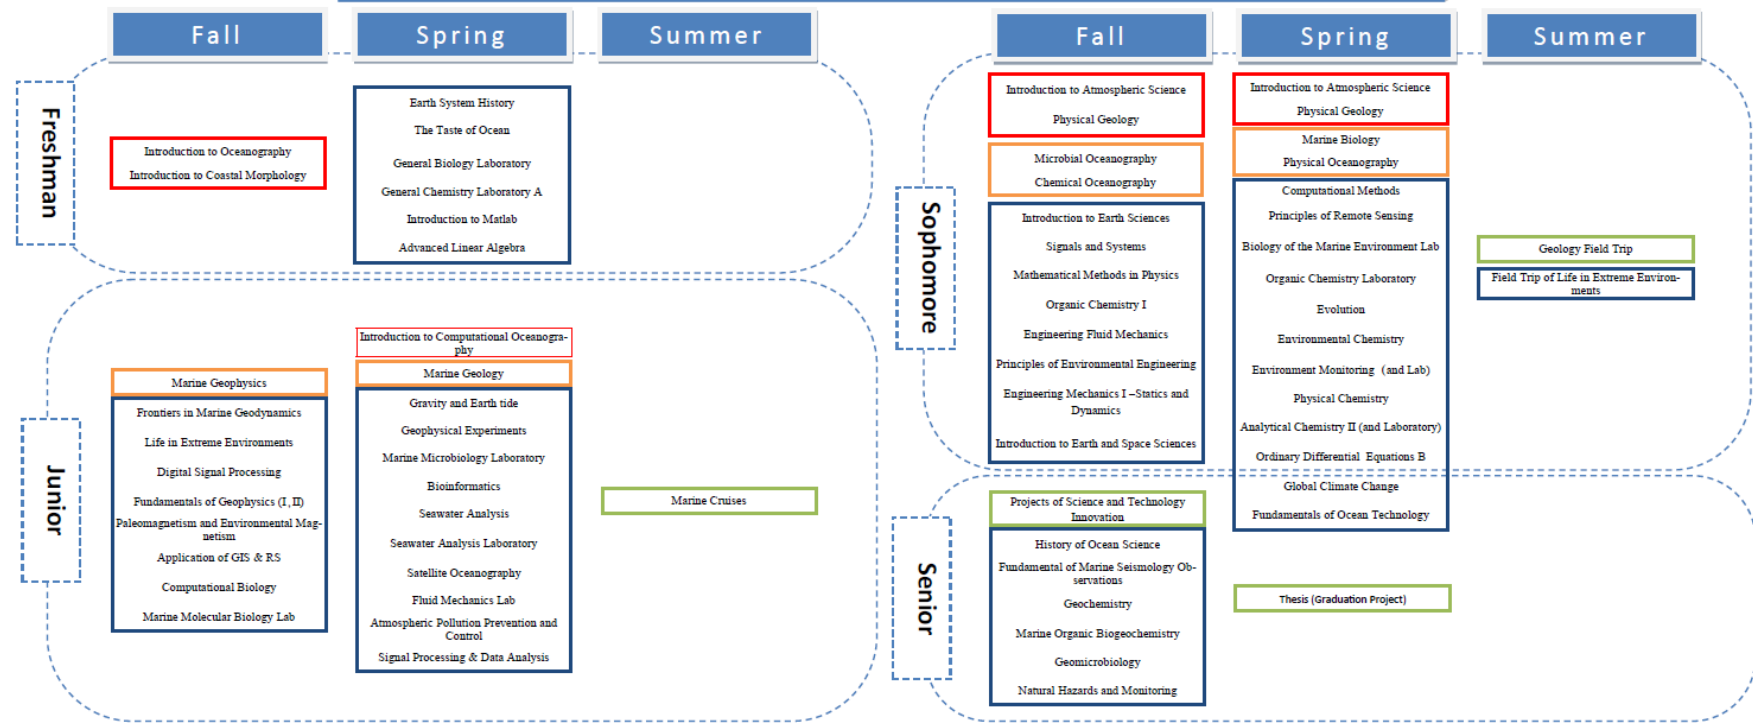 Fall
Spring
Summer
Freshman
Introduction to Oceanography
Introduction to Coastal Morphology
Earth System History
The Taste of Ocean
General Biology Laboratory
General Chemistry Laboratory A
Introduction to Matlab
Advanced Linear Algebra
Junior
Marine Geophysics
Frontiers in Marine Geodynamics
Life in Extreme Environments
Digital Signal Processing
Fundamentals of Geophysics (I, II)
Paleomagnetism and Environmental Mag-
netism
Application of GIS & RS
Computational Biology
Marine Molecular Biology Lab
Introduction to Computational Oceanogra-
phy
Marine Geology
Gravity and Earth tide
Geophysical Experiments
Marine Microbiology Laboratory
Bioinformatics
Seawater Analysis
Seawater Analysis Laboratory
Satellite Oceanography
Fluid Mechanics Lab
Atmospheric Pollution Prevention and
Control
Signal Processing & Data Analysis
Marine Cruises
Fall
Spring
Summer
Sophomore
Introduction to Atmospheric Science
Physical Geology
Microbial Oceanography
Chemical Oceanography
Introduction to Earth Sciences
Signals and Systems
Mathematical Methods in Physics
Organic Chemistry I
Engineering Fluid Mechanics
Principles of Environmental Engineering
Engineering Mechanics I –Statics and
Dynamics
Introduction to Earth and Space Sciences
Introduction to Atmospheric Science
Physical Geology
Marine Biology
Physical Oceanography
Computational Methods
Principles of Remote Sensing
Biology of the Marine Environment Lab
Organic Chemistry Laboratory
Evolution
Environmental Chemistry
Environment Monitoring (and Lab)
Physical Chemistry
Analytical Chemistry II (and Laboratory)
Ordinary Differential Equations B
Global Climate Change
Fundamentals of Ocean Technology
Geology Field Trip
Field Trip of Life in Extreme Environ-
ments
Senior
Projects of Science and Technology
Innovation
History of Ocean Science
Fundamental of Marine Seismology Ob-
servations
Geochemistry
Marine Organic Biogeochemistry
Geomicrobiology
Natural Hazards and Monitoring
Thesis (Graduation Project)